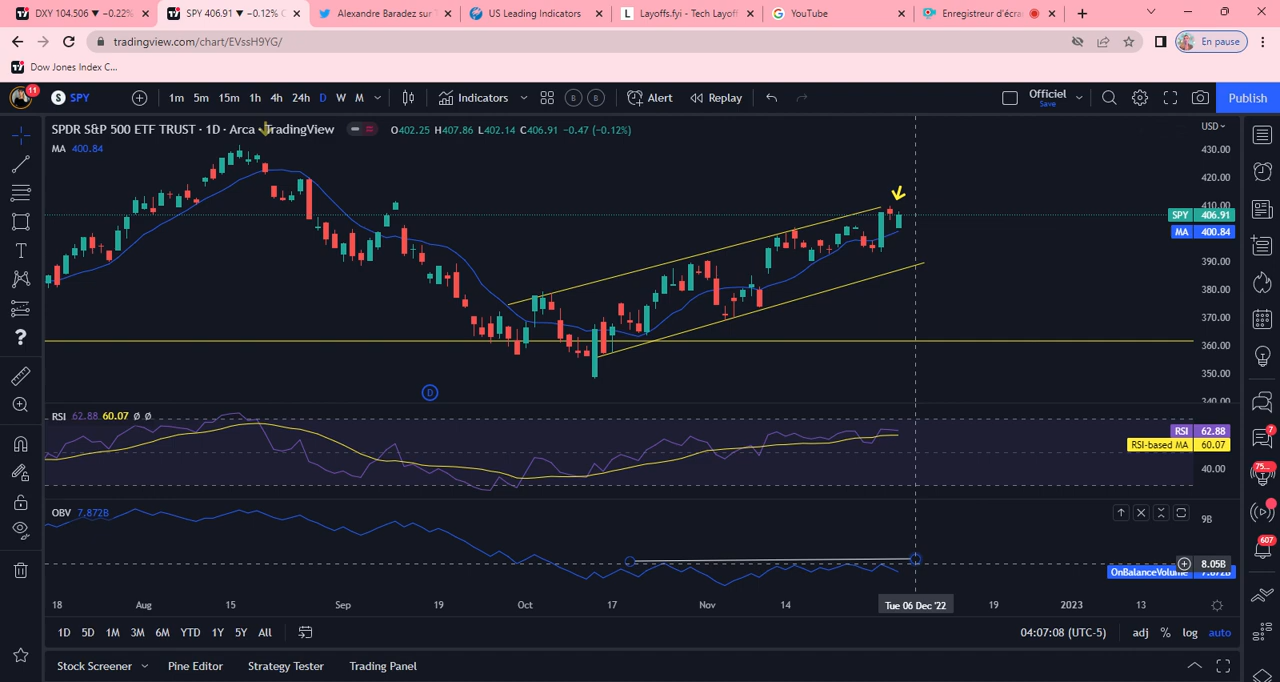 DXY 104.506 ▼ −0.22%
SPY 406.91 ▼ −0.12%
Alexandre Baradez sur
US Leading Indicators
Layoffs.fyi - Tech Layoff
YouTube
Enregistreur d'écra
tradingview.com/chart/EVssH9YG/
En pause
Dow Jones Index C...
11
S SPY
1m 5m 15m 1h 4h 24h D W M
Indicators
B B
Alert
Replay
Officiel
Save
Publish
SPDR S&P 500 ETF TRUST · 1D · Arca · TradingView
O402.25 H407.86 L402.14 C406.91 −0.47 (−0.12%)
USD
MA 400.84
430.00
420.00
410.00
SPY 406.91
MA 400.84
390.00
380.00
370.00
360.00
350.00
340.00
D
RSI 62.88 60.07 Ø Ø
RSI 62.88
RSI-based MA 60.07
40.00
OBV 7.872B
9B
8.05B
OnBalanceVolume 7.872B
7
75...
607
18 Aug 15 Sep 19 Oct 17 Nov 14 Tue 06 Dec '22 19 2023 13
1D 5D 1M 3M 6M YTD 1Y 5Y All
04:07:08 (UTC-5)
adj % log auto
Stock Screener
Pine Editor
Strategy Tester
Trading Panel